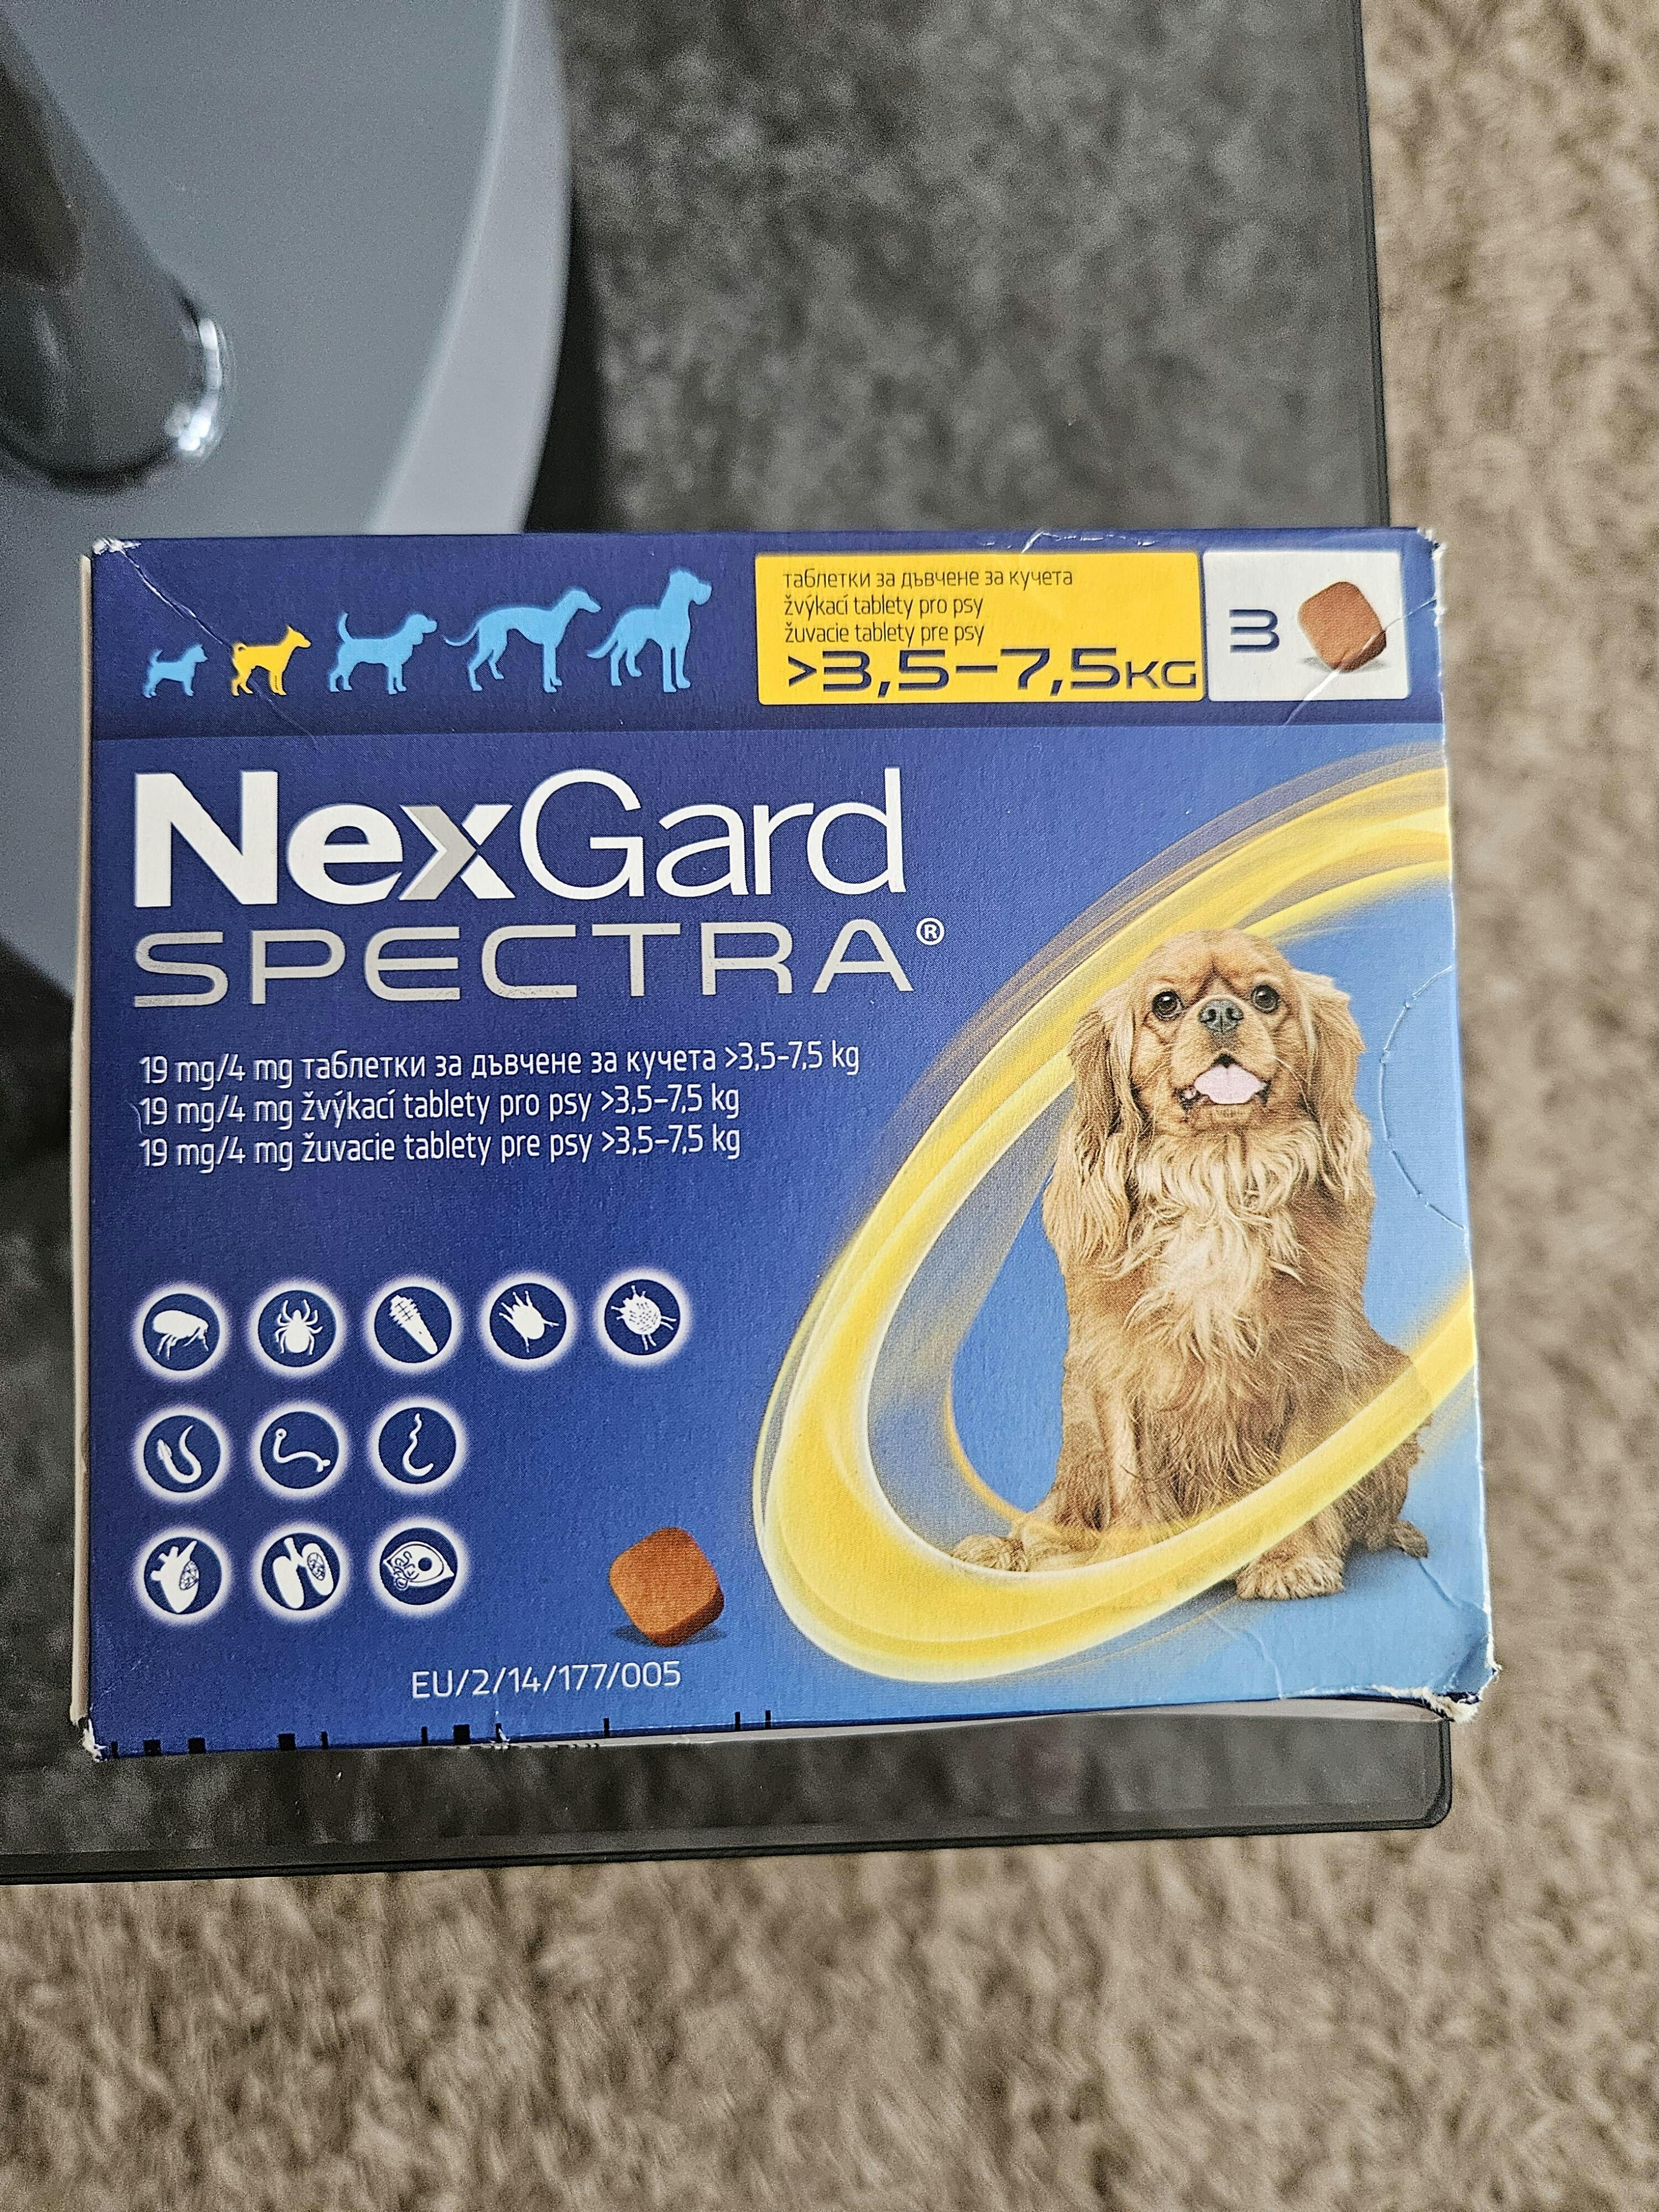 таблетки за дъвчене за кучета
žvýkací tablety pro psy
žuvacie tablety pre psy
>3,5-7,5KG
3
NexGard
SPECTRA®
19 mg/4 mg таблетки за дъвчене за кучета >3,5-7,5 kg
19 mg/4 mg žvýkací tablety pro psy >3,5-7,5 kg
19 mg/4 mg žuvacie tablety pre psy >3,5-7,5 kg
EU/2/14/177/005